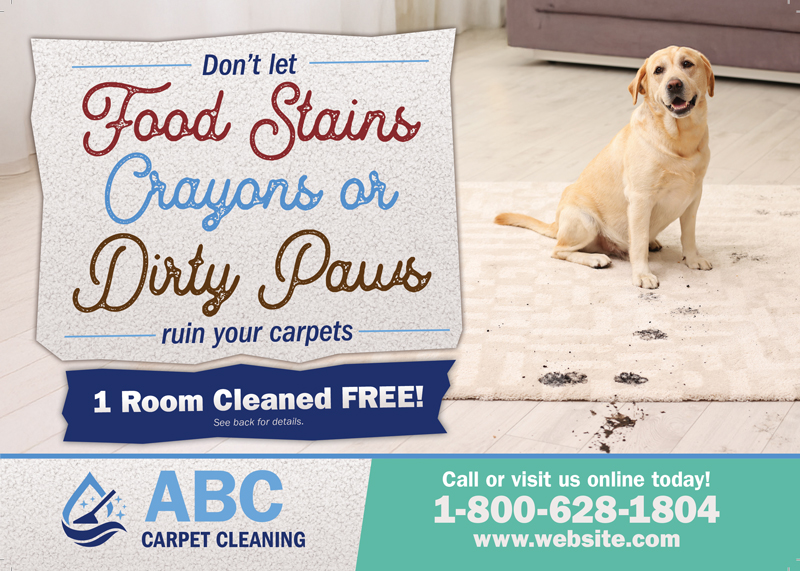 Don't let
Food Stains
Crayons or
Dirty Paws
ruin your carpets
1 Room Cleaned FREE!
See back for details.
ABC
CARPET CLEANING
Call or visit us online today!
1-800-628-1804
www.website.com